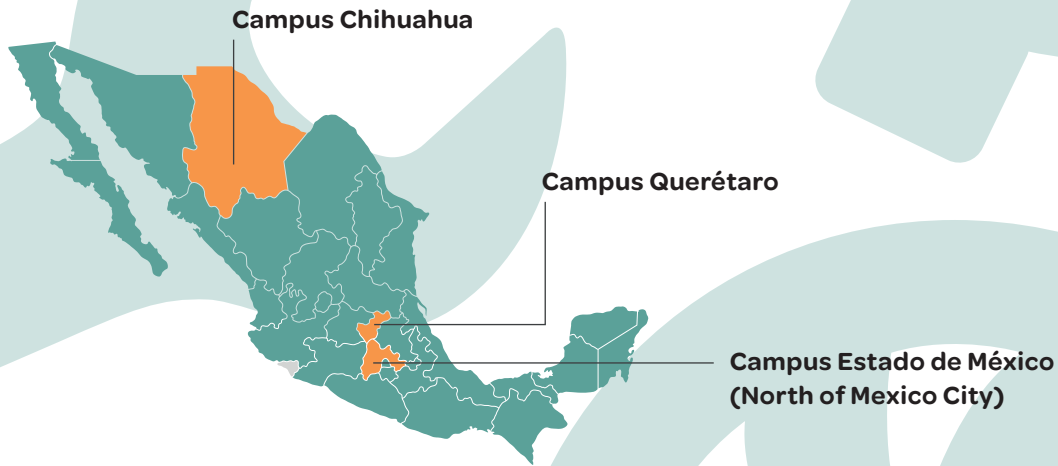 Campus Chihuahua
Campus Querétaro
Campus Estado de México
(North of Mexico City)